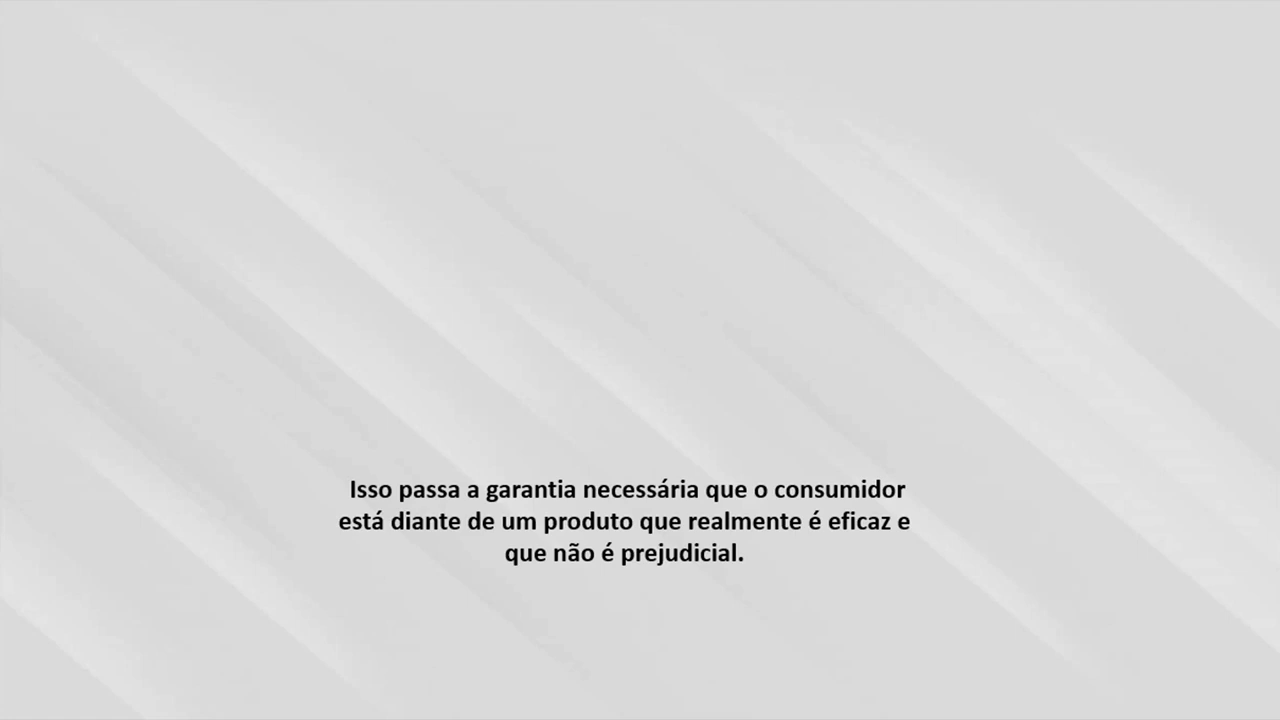 Isso passa a garantia necessária que o consumidor
está diante de um produto que realmente é eficaz e
que não é prejudicial.